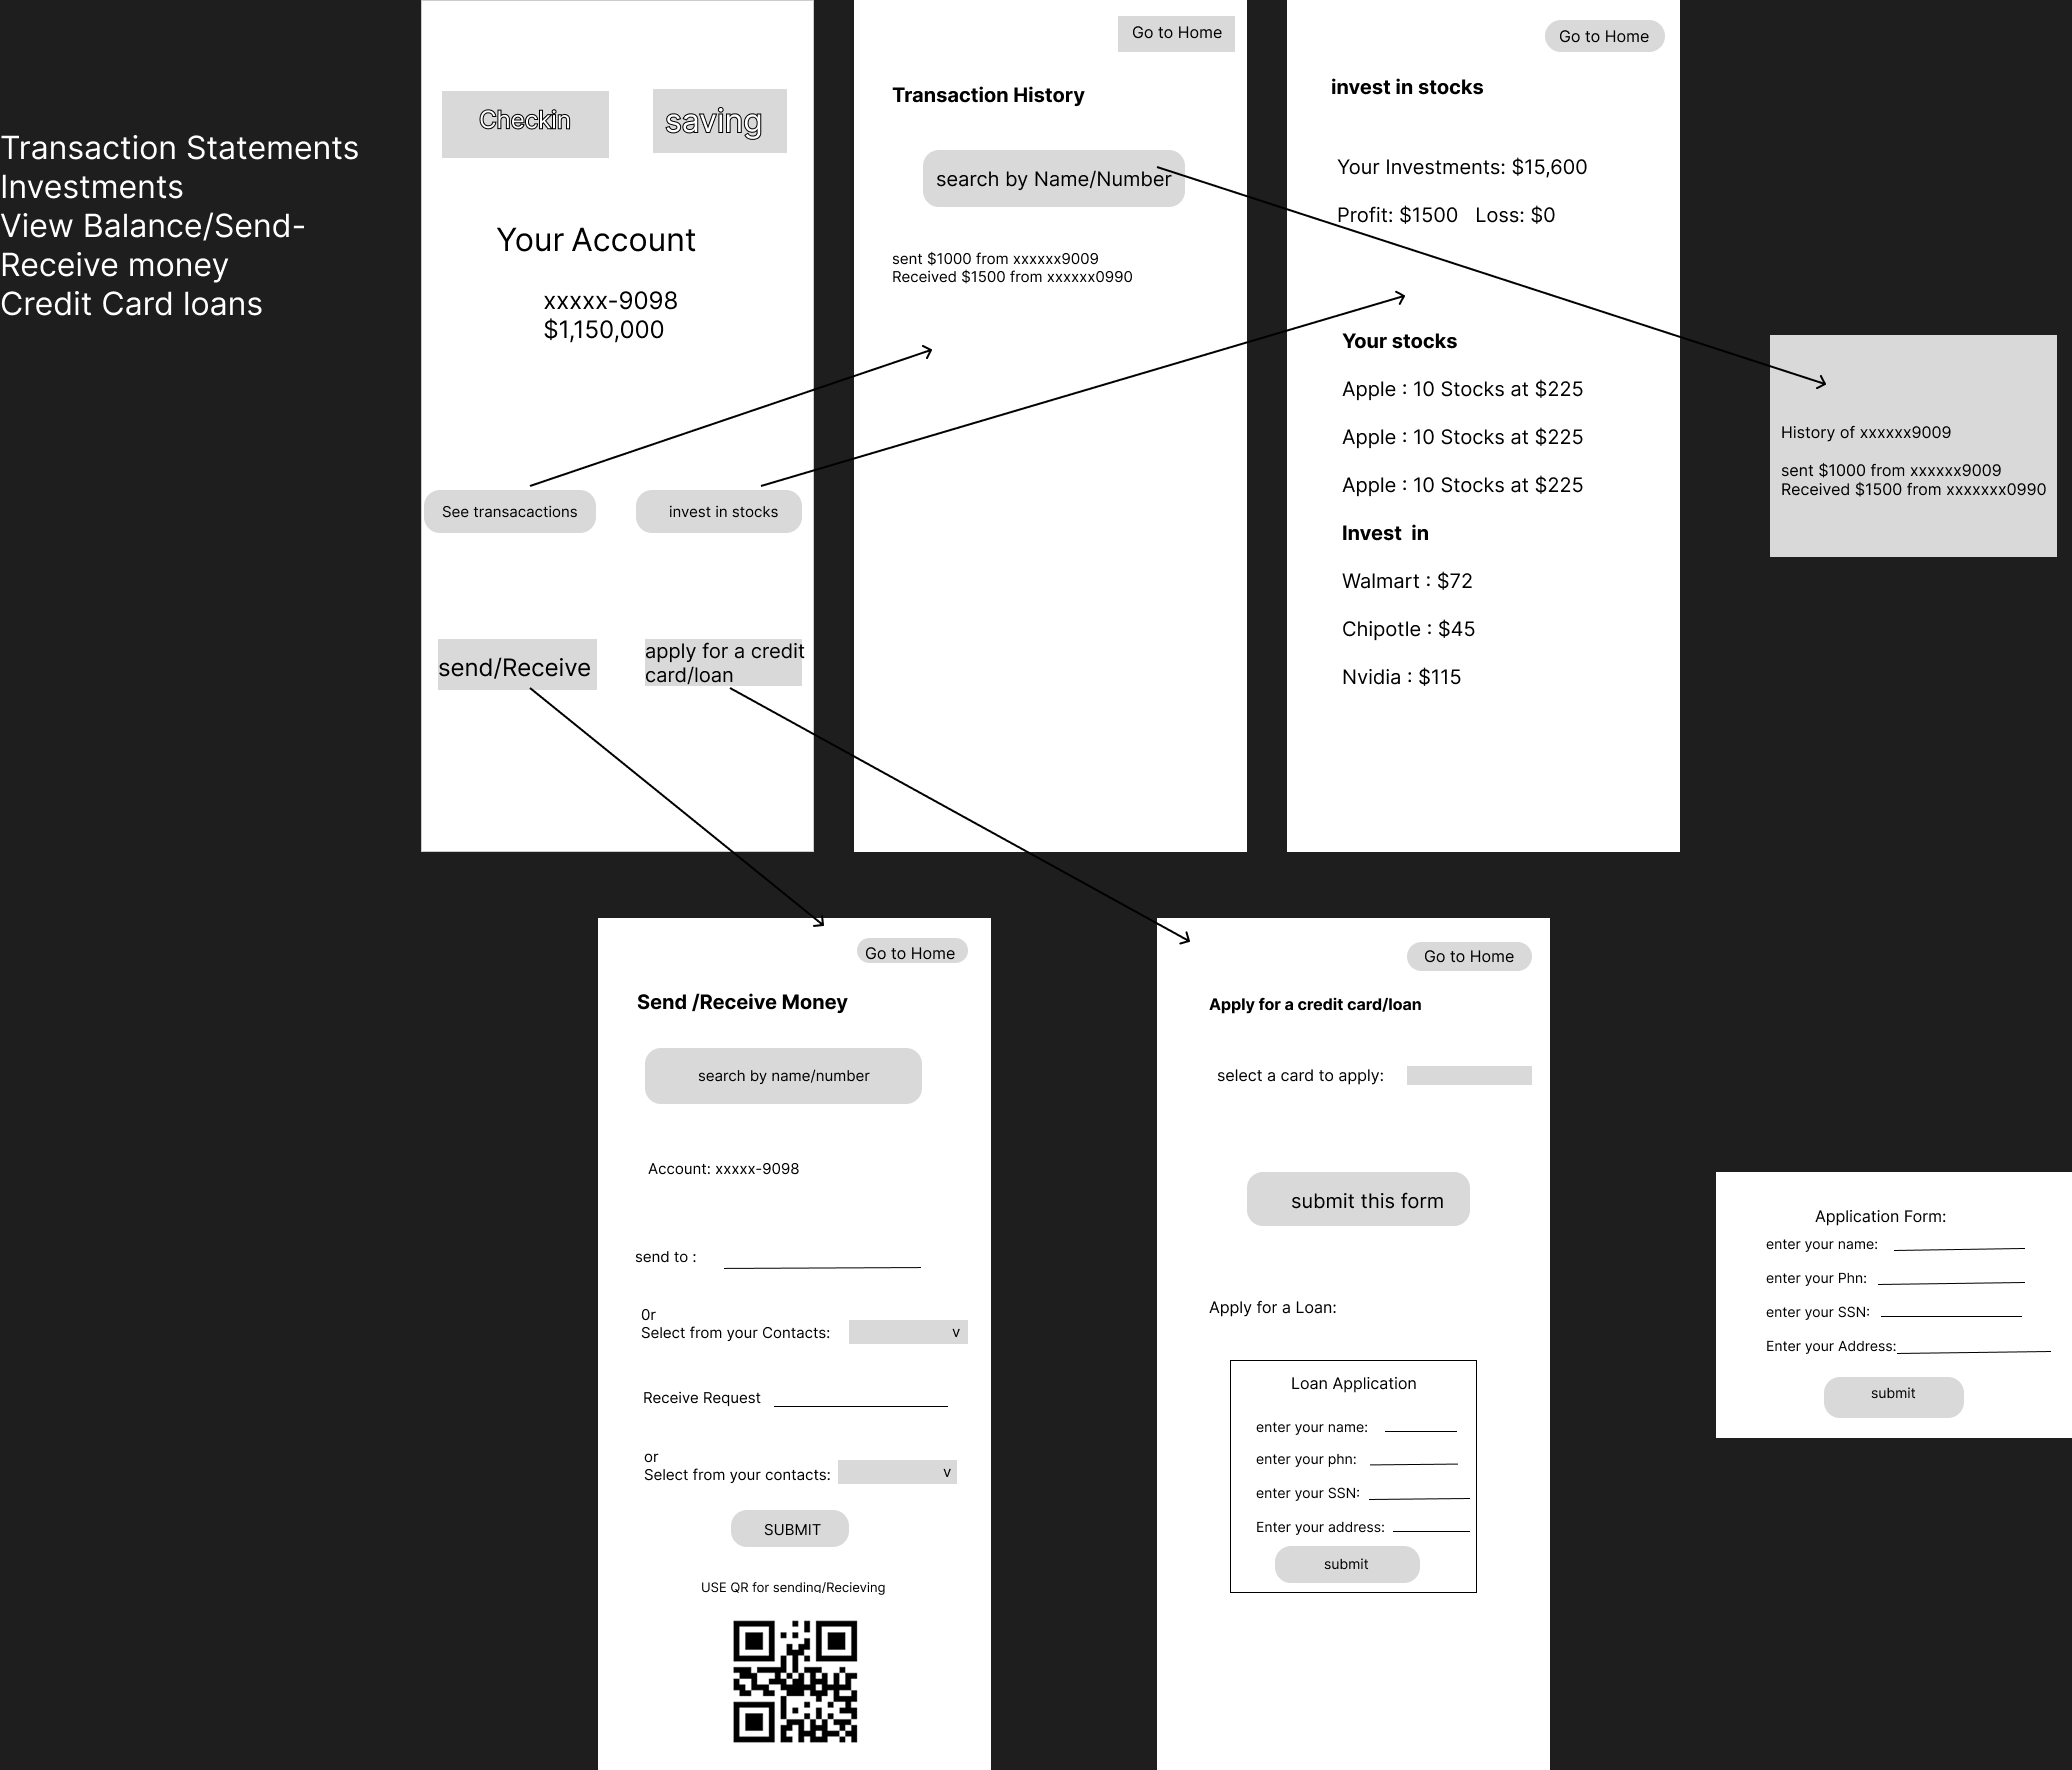 Transaction Statements
Investments
View Balance/Send-
Receive money
Credit Card loans
Checkin
saving
Your Account
xxxxx-9098
$1,150,000
See transacactions
invest in stocks
send/Receive
apply for a credit
card/loan
Go to Home
Transaction History
search by Name/Number
sent $1000 from xxxxxx9009
Received $1500 from xxxxxx0990
Go to Home
invest in stocks
Your Investments: $15,600
Profit: $1500   Loss: $0
Your stocks
Apple : 10 Stocks at $225
Apple : 10 Stocks at $225
Apple : 10 Stocks at $225
Invest  in
Walmart : $72
Chipotle : $45
Nvidia : $115
History of xxxxxx9009
sent $1000 from xxxxxx9009
Received $1500 from xxxxxxx0990
Go to Home
Send /Receive Money
search by name/number
Account: xxxxx-9098
send to :
0r
Select from your Contacts:
v
Receive Request
or
Select from your contacts:
v
SUBMIT
USE QR for sending/Recieving
Go to Home
Apply for a credit card/loan
select a card to apply:
submit this form
Apply for a Loan:
Loan Application
enter your name:
enter your phn:
enter your SSN:
Enter your address:
submit
Application Form:
enter your name:
enter your Phn:
enter your SSN:
Enter your Address:
submit